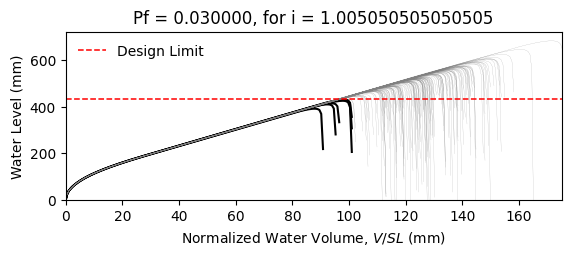 Pf = 0.030000, for i = 1.005050505050505
Design Limit
Water Level (mm)
600
400
200
0
0 20 40 60 80 100 120 140 160
Normalized Water Volume, V/SL (mm)